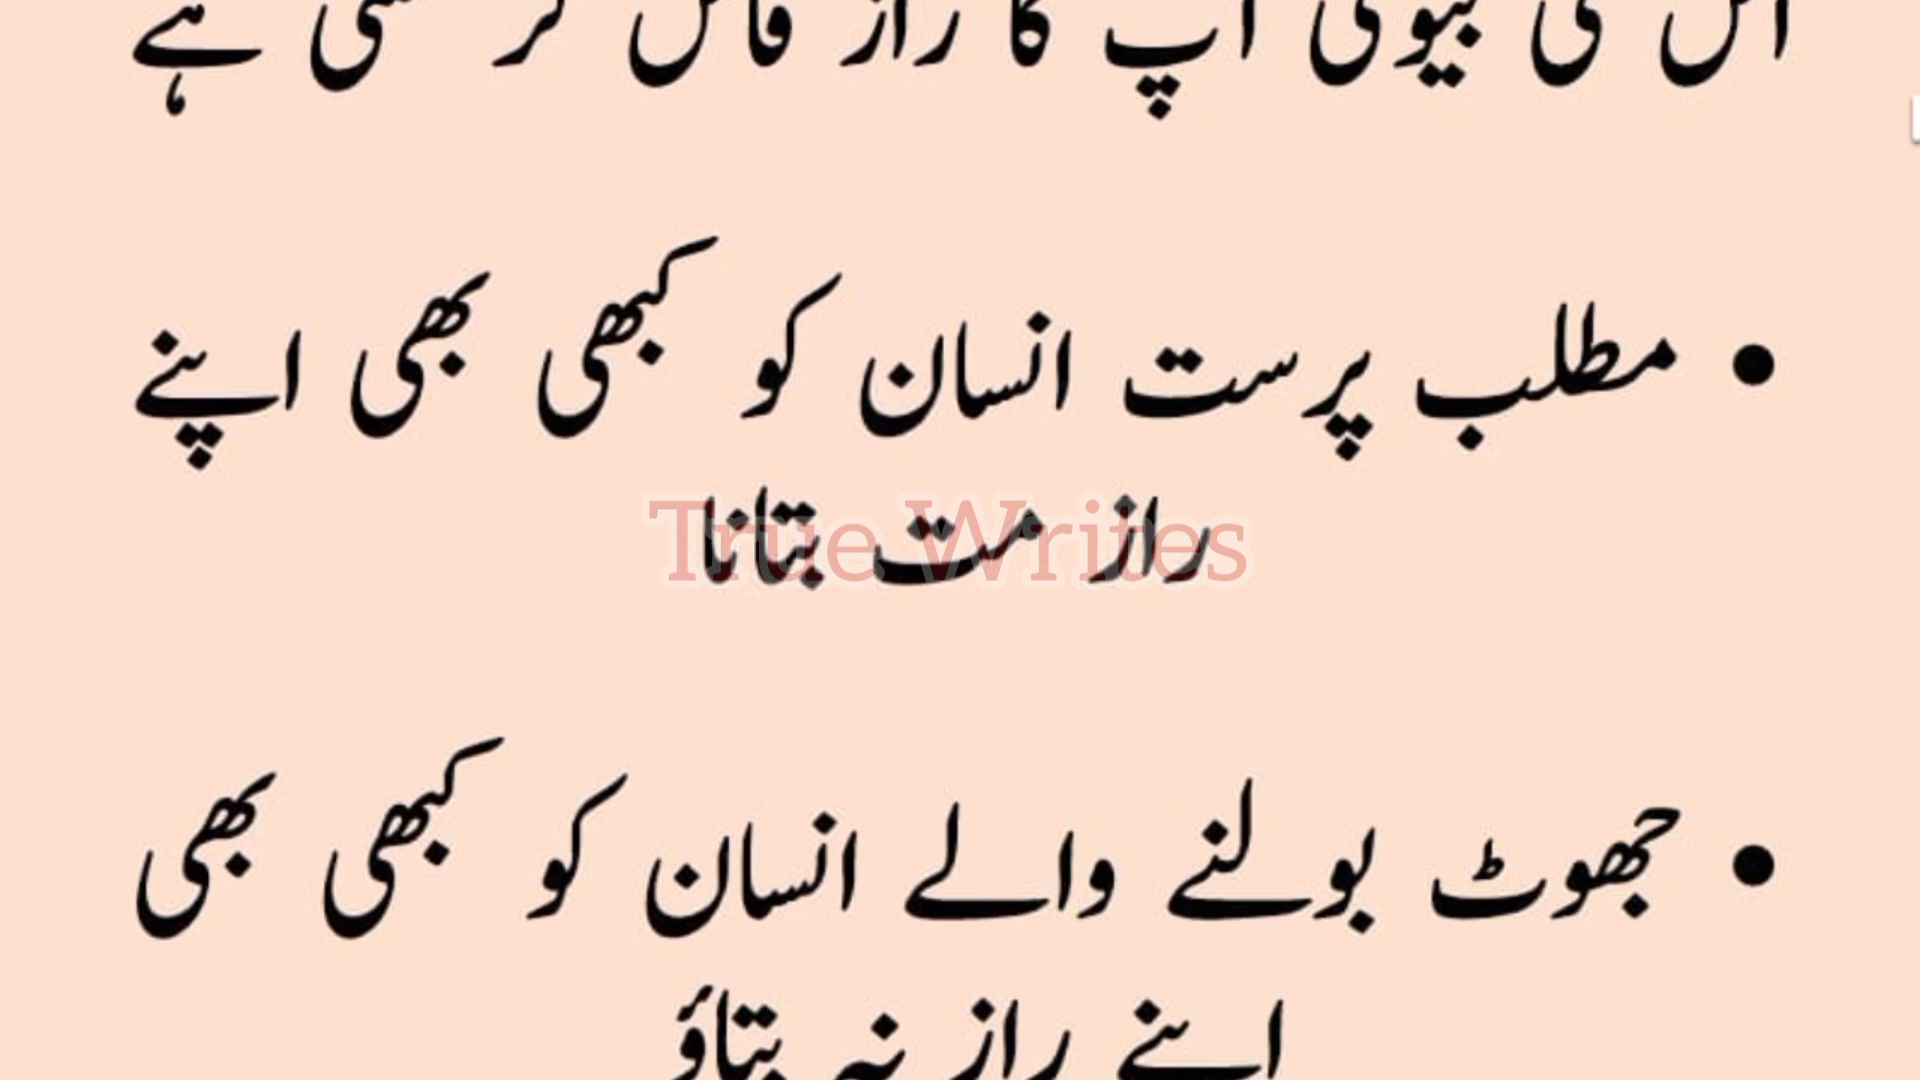 اس کی بیوی آپ کا راز فاش کر سکتی ہے
• مطلب پرست انسان کو کبھی بھی اپنے
راز مت بتانا
True Writes
• جھوٹ بولنے والے انسان کو کبھی بھی
اپنے راز نہ بتاؤ